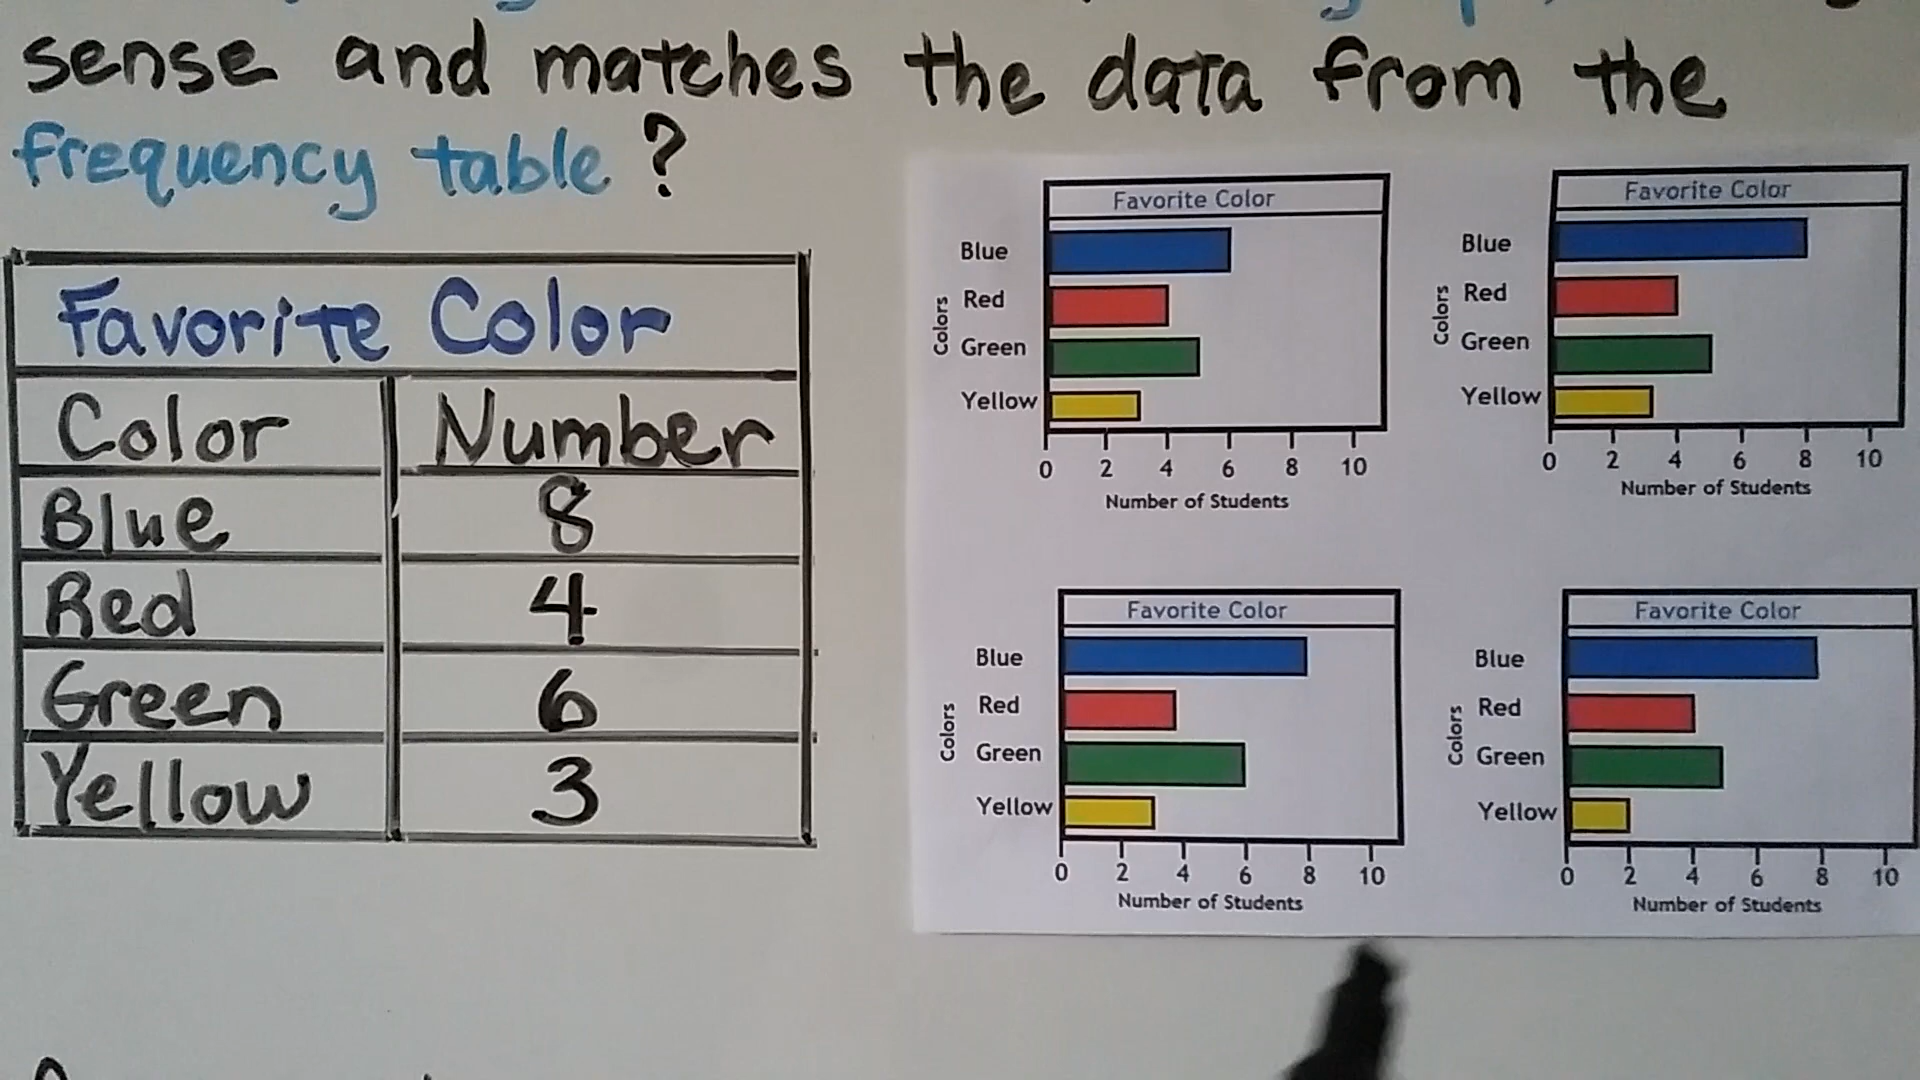 sense and matches the data from the
frequency table?
Favorite Color
Color Number
Blue 8
Red 4
Green 6
Yellow 3
Favorite Color
Colors
Blue
Red
Green
Yellow
0 2 4 6 8 10
Number of Students
Favorite Color
Colors
Blue
Red
Green
Yellow
0 2 4 6 8 10
Number of Students
Favorite Color
Colors
Blue
Red
Green
Yellow
0 2 4 6 8 10
Number of Students
Favorite Color
Colors
Blue
Red
Green
Yellow
0 2 4 6 8 10
Number of Students